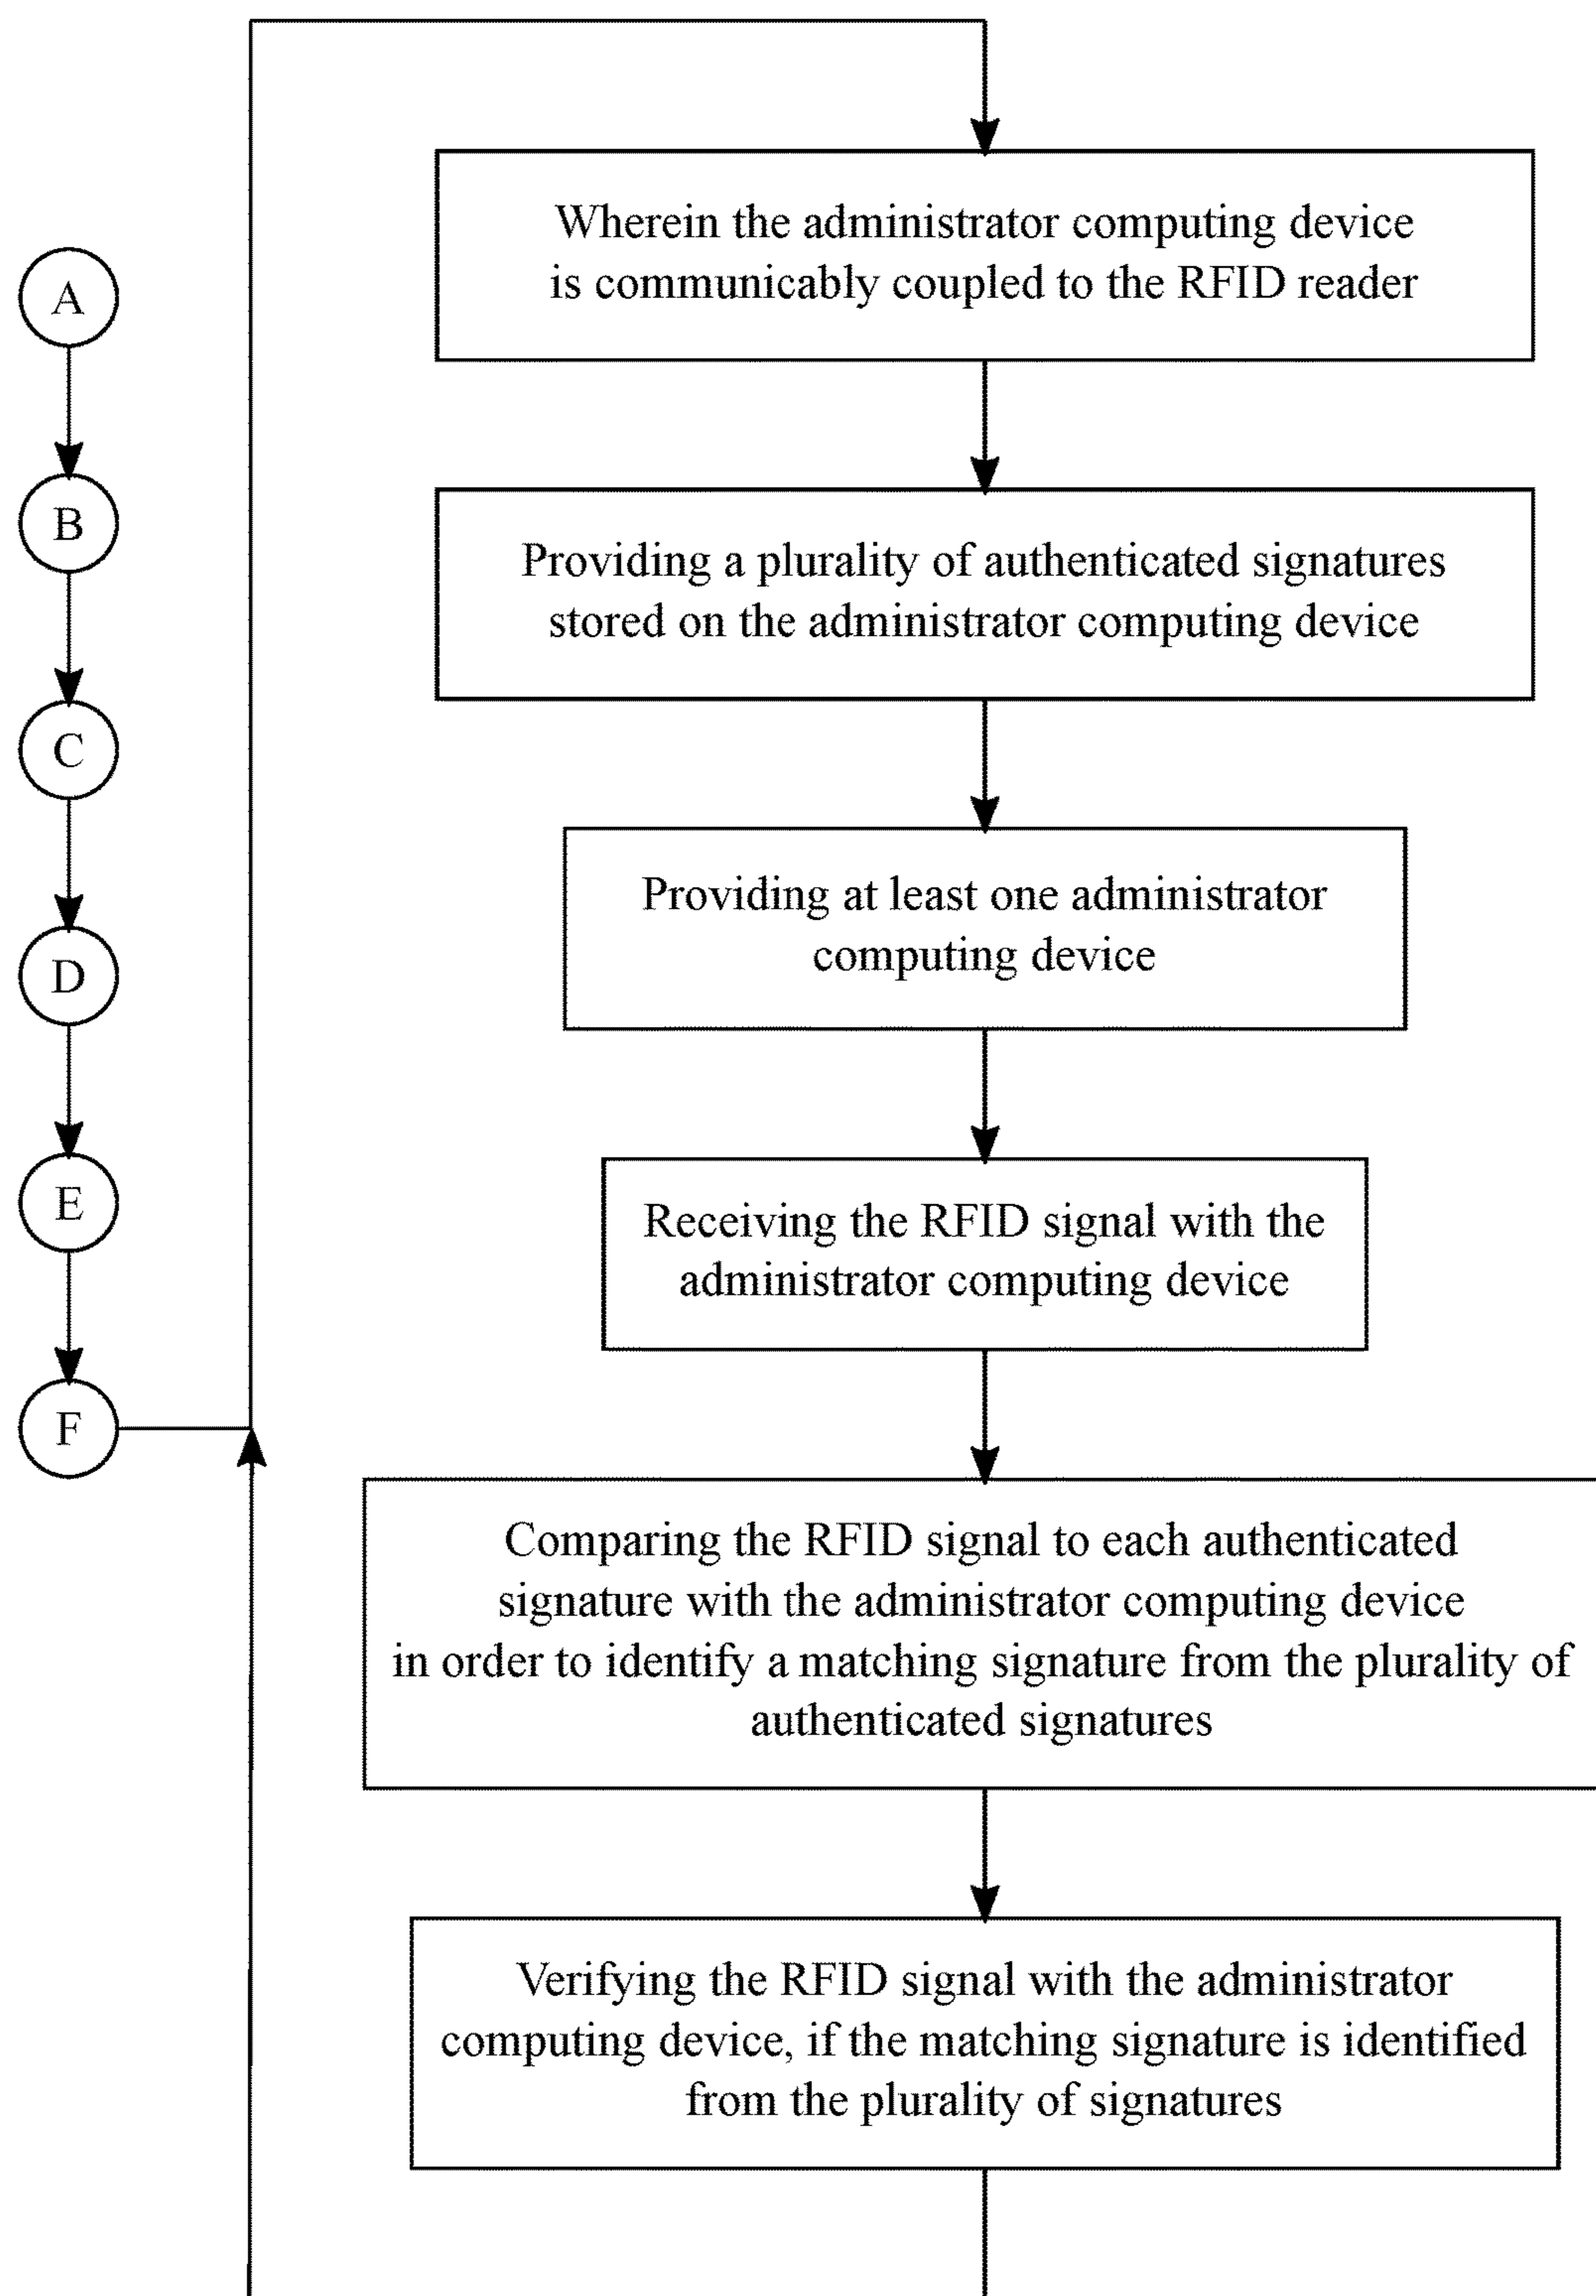 A
B
C
D
E
F
Wherein the administrator computing device
is communicably coupled to the RFID reader
Providing a plurality of authenticated signatures
stored on the administrator computing device
Providing at least one administrator
computing device
Receiving the RFID signal with the
administrator computing device
Comparing the RFID signal to each authenticated
signature with the administrator computing device
in order to identify a matching signature from the plurality of
authenticated signatures
Verifying the RFID signal with the administrator
computing device, if the matching signature is identified
from the plurality of signatures